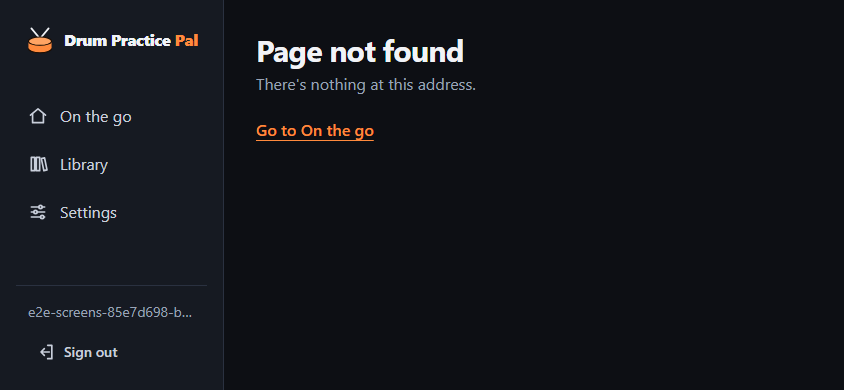 Drum Practice Pal
On the go
Library
Settings
e2e-screens-85e7d698-b...
Sign out
Page not found
There's nothing at this address.
Go to On the go